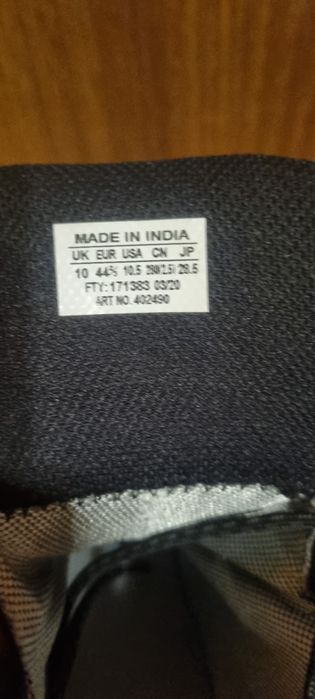 MADE IN INDIA
UK EUR USA CN JP
10 44⅔ 10.5 280(2.5) 28.5
FTY:171383 03/20
ART NO. 402490